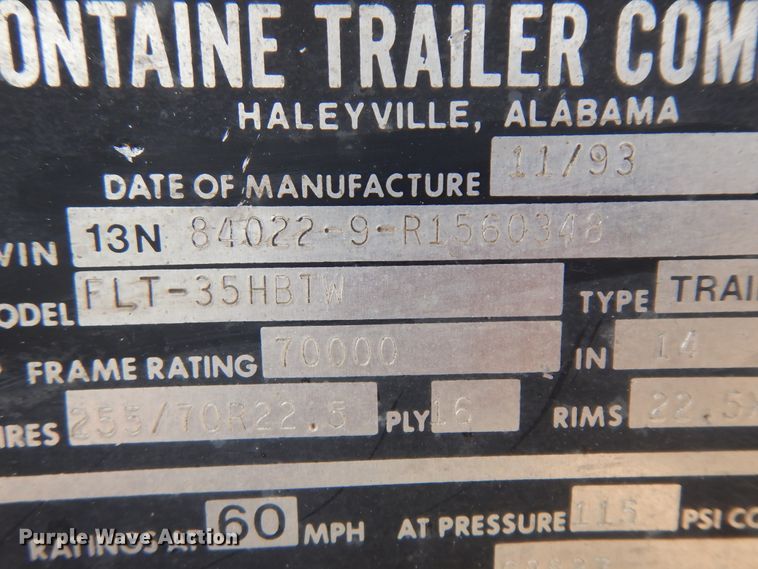 ONTAINE TRAILER COM
HALEYVILLE, ALABAMA
DATE OF MANUFACTURE 11/93
VIN 13N 84022-9-R1560348
ODEL FLT-35HBTW TYPE TRAI
FRAME RATING 70000 IN 14
IRES 255/70R22.5 PLY 16 RIMS 22.5
RATINGS AT 60 MPH AT PRESSURE 115 PSI CO
Purple Wave Auction